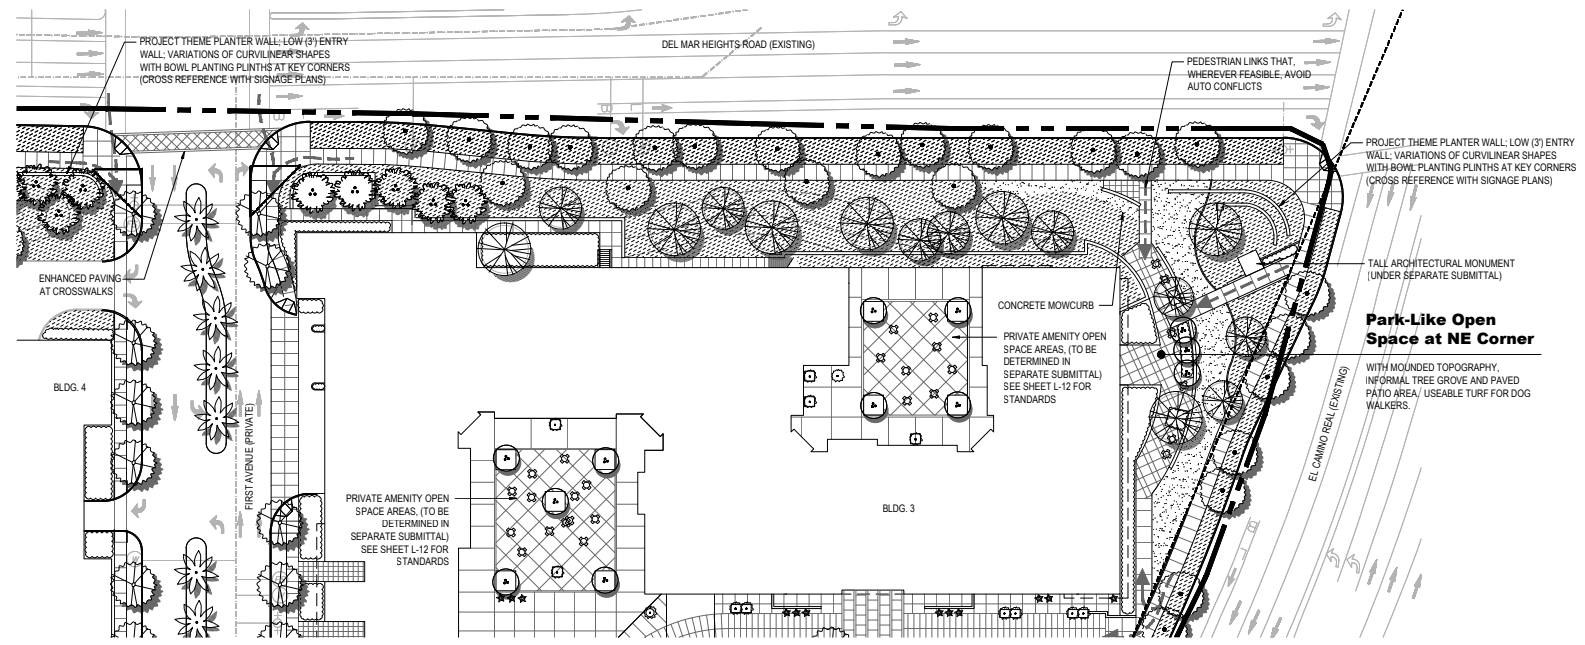 PROJECT THEME PLANTER WALL; LOW (3') ENTRY
WALL; VARIATIONS OF CURVILINEAR SHAPES
WITH BOWL PLANTING PLINTHS AT KEY CORNERS
(CROSS REFERENCE WITH SIGNAGE PLANS)
DEL MAR HEIGHTS ROAD (EXISTING)
PEDESTRIAN LINKS THAT,
WHEREVER FEASIBLE, AVOID
AUTO CONFLICTS
PROJECT THEME PLANTER WALL; LOW (3') ENTRY
WALL; VARIATIONS OF CURVILINEAR SHAPES
WITH BOWL PLANTING PLINTHS AT KEY CORNERS
(CROSS REFERENCE WITH SIGNAGE PLANS)
ENHANCED PAVING
AT CROSSWALKS
TALL ARCHITECTURAL MONUMENT
(UNDER SEPARATE SUBMITTAL)
CONCRETE MOWCURB
Park-Like Open
Space at NE Corner
WITH MOUNDED TOPOGRAPHY,
INFORMAL TREE GROVE AND PAVED
PATIO AREA. USEABLE TURF FOR DOG
WALKERS.
PRIVATE AMENITY OPEN
SPACE AREAS, (TO BE
DETERMINED IN
SEPARATE SUBMITTAL)
SEE SHEET L-12 FOR
STANDARDS
BLDG. 4
FIRST AVENUE (PRIVATE)
EL CAMINO REAL (EXISTING)
PRIVATE AMENITY OPEN
SPACE AREAS, (TO BE
DETERMINED IN
SEPARATE SUBMITTAL)
SEE SHEET L-12 FOR
STANDARDS
BLDG. 3